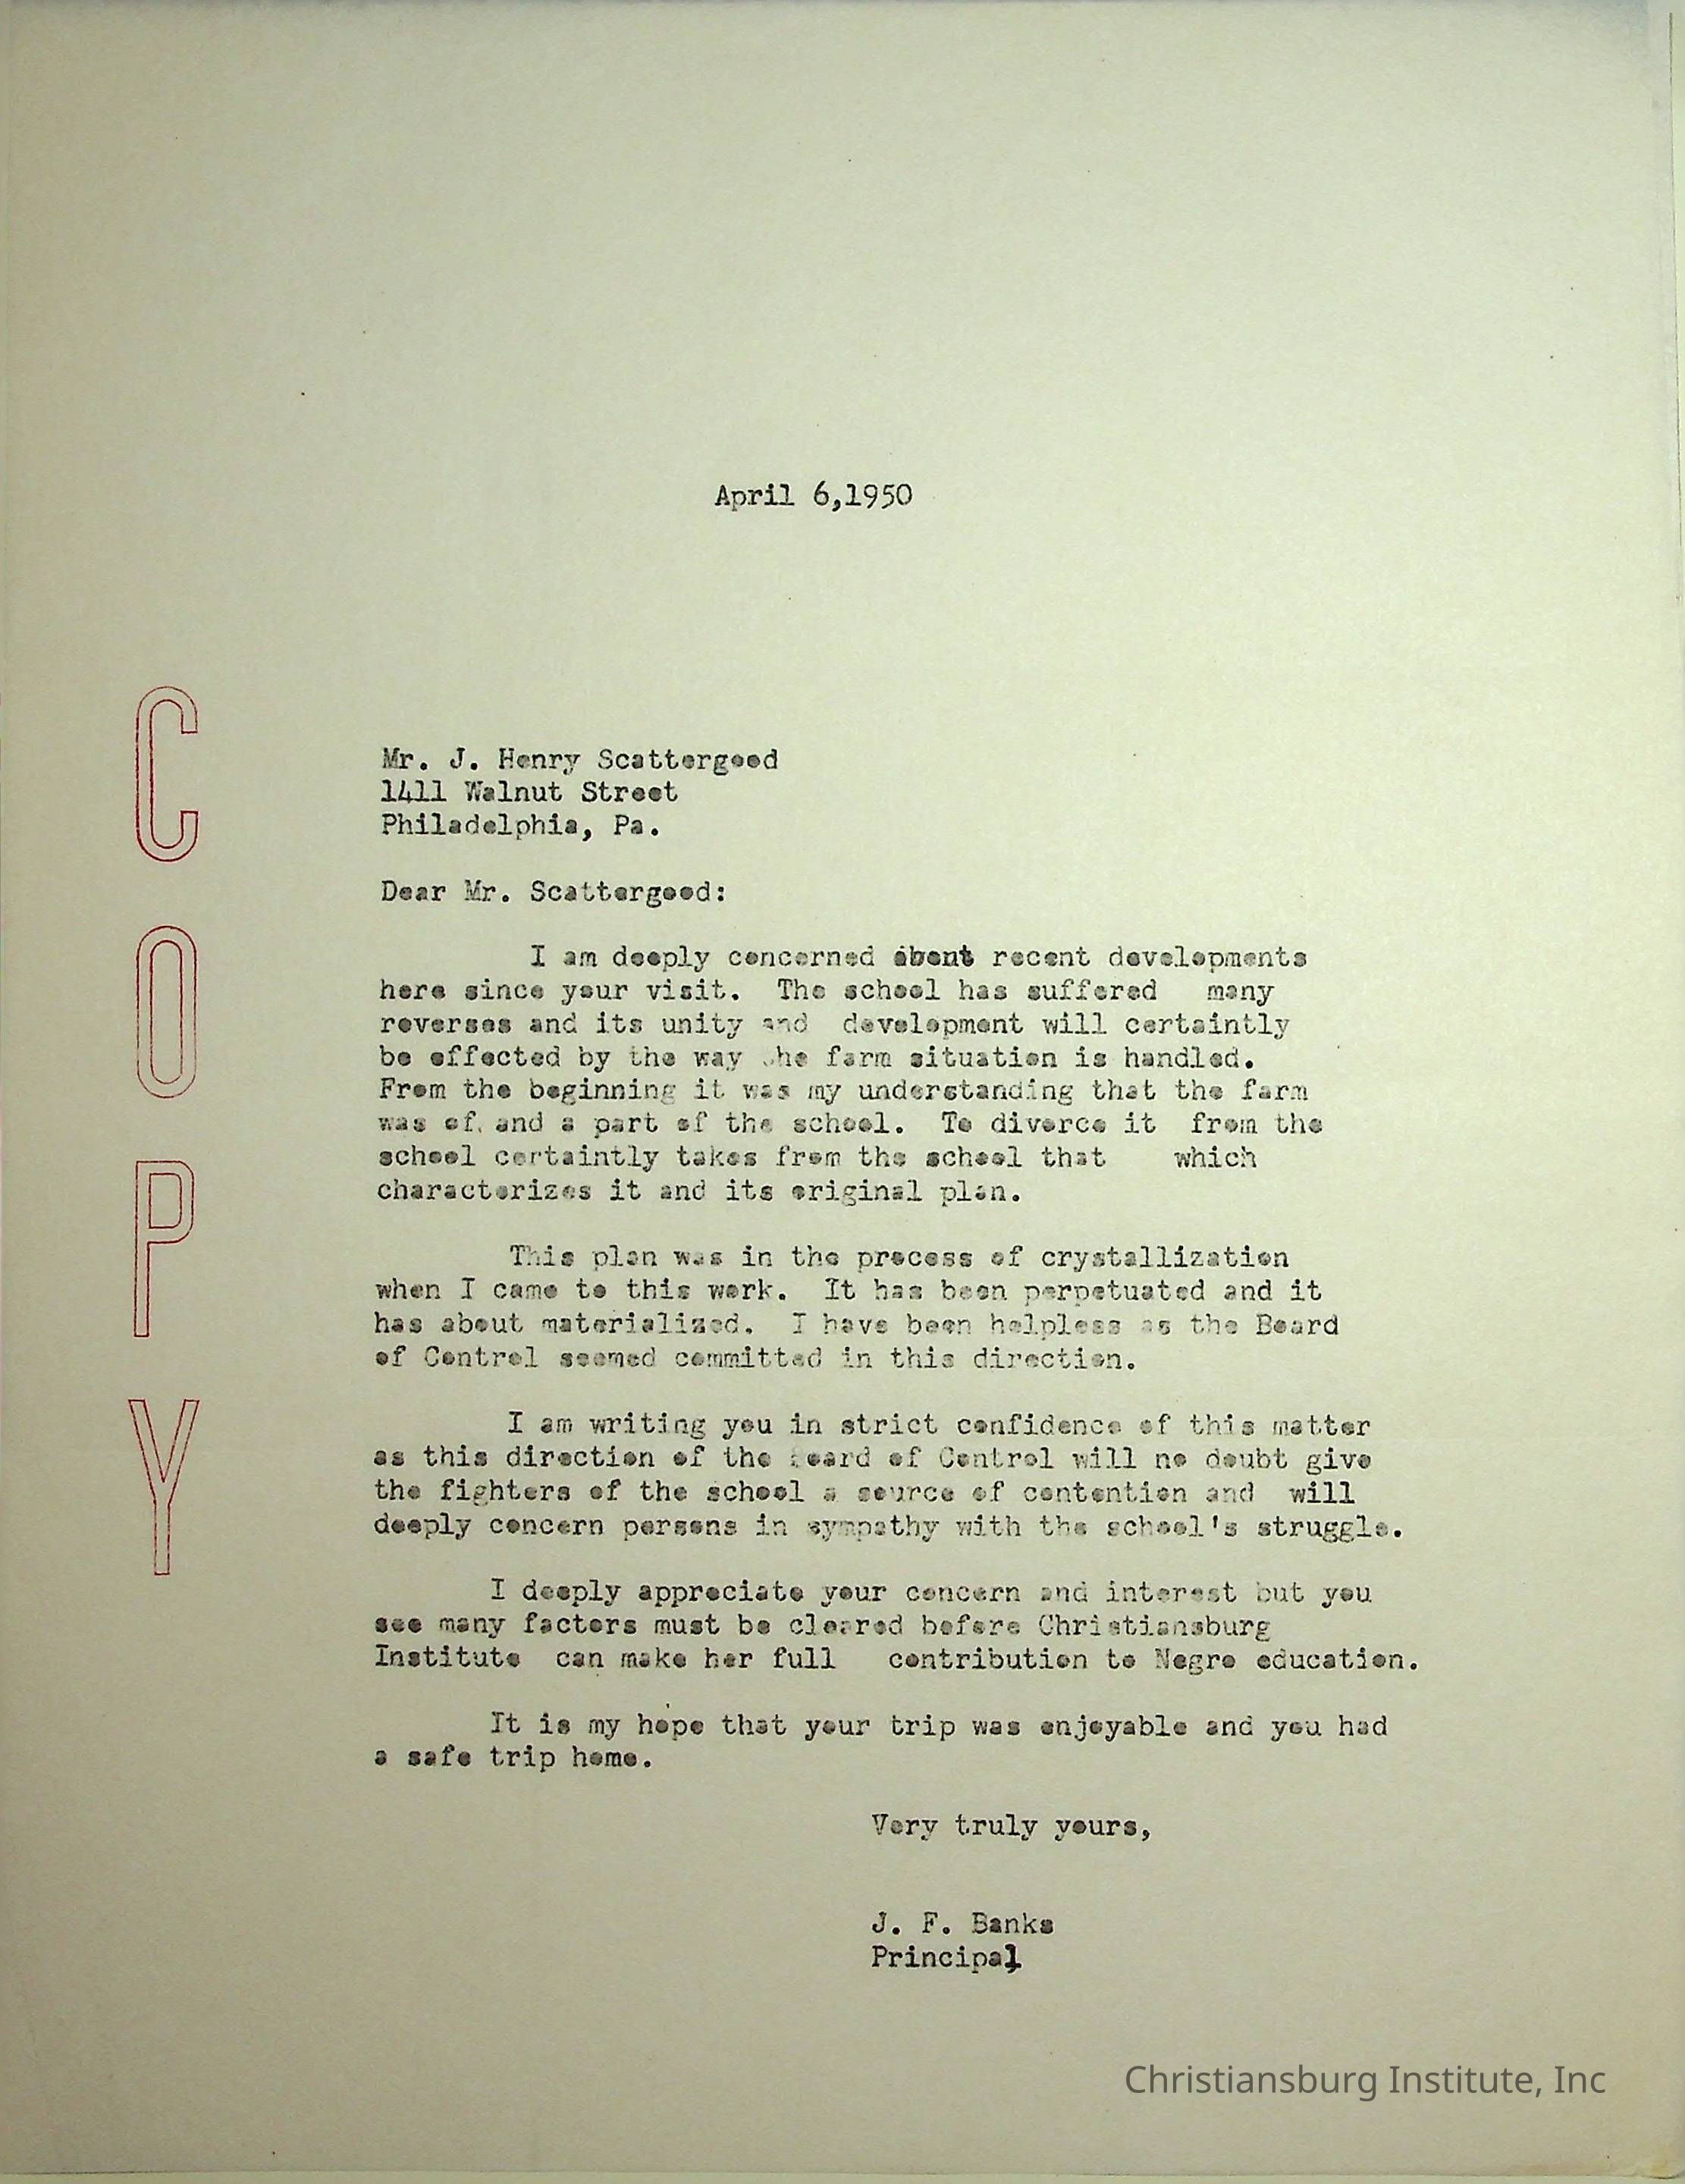 April 6,1950
COPY
Mr. J. Henry Scattergood
1411 Walnut Street
Philadelphia, Pa.
Dear Mr. Scattergood:
I am deeply concerned about recent developments
here since your visit. The school has suffered many
reverses and its unity and development will certaintly
be effected by the way he farm situation is handled.
From the beginning it was my understanding that the farm
was of and a part of the school. To divorce it from the
school certaintly takes from the school that which
characterizes it and its original plan.
This plan was in the process of crystallization
when I came to this work. It has been perpetuated and it
has about materialized. I have been helpless as the Board
of Control seemed committed in this direction.
I am writing you in strict confidence of this matter
as this direction of the Board of Control will no doubt give
the fighters of the school a source of contention and will
deeply concern persons in sympathy with the school's struggle.
I deeply appreciate your concern and interest but you
see many factors must be cleared before Christiansburg
Institute can make her full contribution to Negro education.
It is my hope that your trip was enjoyable and you had
a safe trip home.
Very truly yours,
J. F. Banks
Principal
Christiansburg Institute, Inc